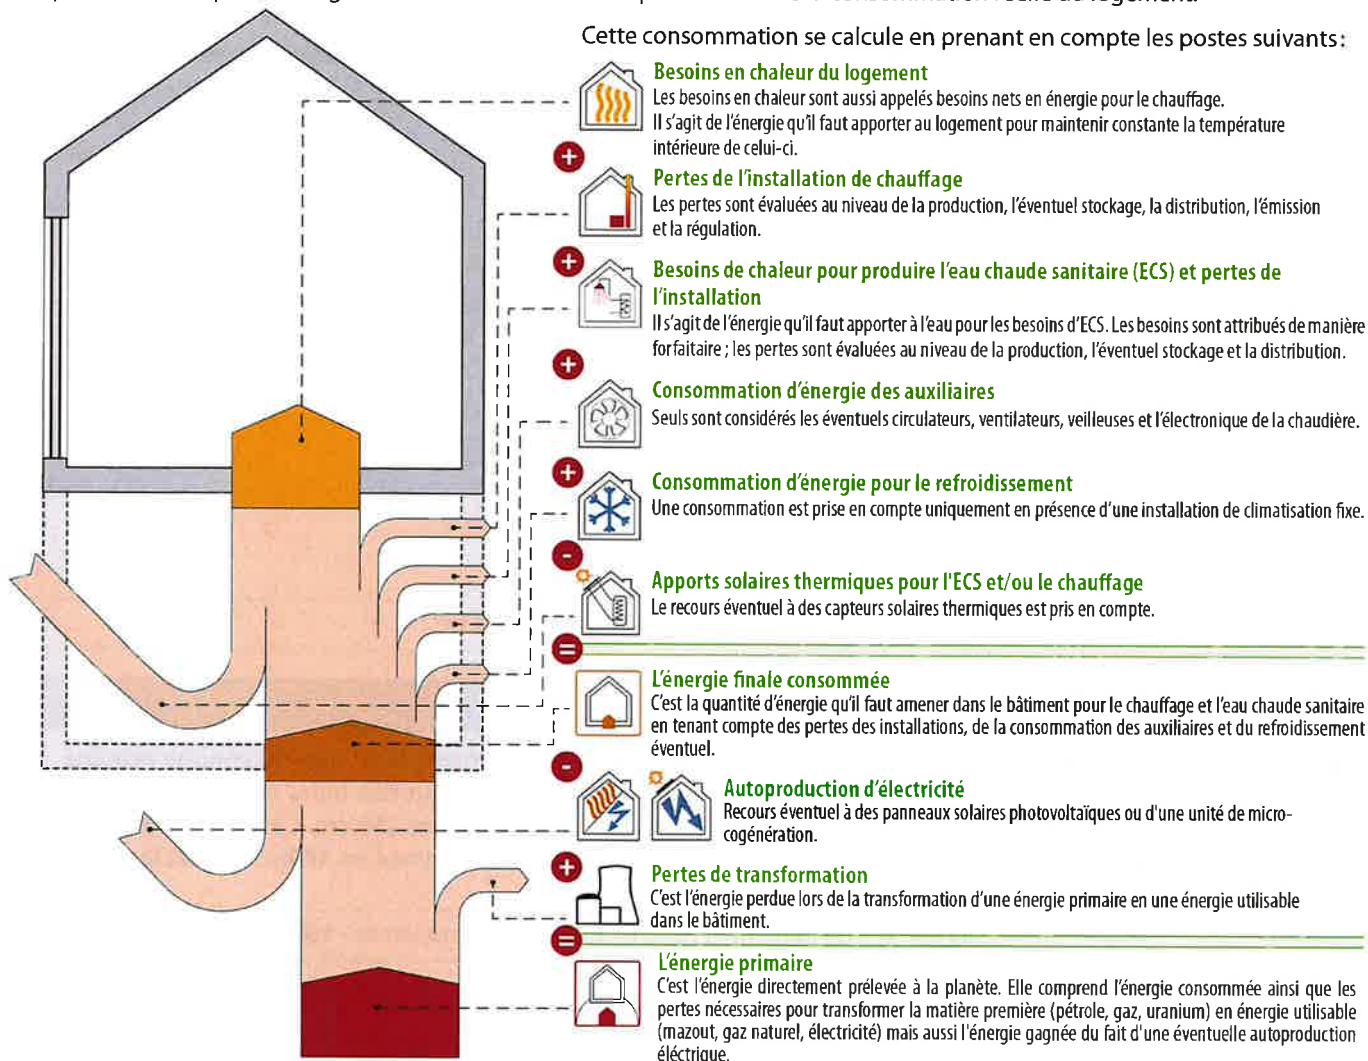 consommation réelle du logement.
Cette consommation se calcule en prenant en compte les postes suivants:
Besoins en chaleur du logement
Les besoins en chaleur sont aussi appelés besoins nets en énergie pour le chauffage.
Il s'agit de l'énergie qu'il faut apporter au logement pour maintenir constante la température
intérieure de celui-ci.
+
Pertes de l'installation de chauffage
Les pertes sont évaluées au niveau de la production, l'éventuel stockage, la distribution, l'émission
et la régulation.
+
Besoins de chaleur pour produire l'eau chaude sanitaire (ECS) et pertes de
l'installation
Il s'agit de l'énergie qu'il faut apporter à l'eau pour les besoins d'ECS. Les besoins sont attribués de manière
forfaitaire ; les pertes sont évaluées au niveau de la production, l'éventuel stockage et la distribution.
+
Consommation d'énergie des auxiliaires
Seuls sont considérés les éventuels circulateurs, ventilateurs, veilleuses et l'électronique de la chaudière.
+
Consommation d'énergie pour le refroidissement
Une consommation est prise en compte uniquement en présence d'une installation de climatisation fixe.
-
Apports solaires thermiques pour l'ECS et/ou le chauffage
Le recours éventuel à des capteurs solaires thermiques est pris en compte.
=
L'énergie finale consommée
C'est la quantité d'énergie qu'il faut amener dans le bâtiment pour le chauffage et l'eau chaude sanitaire
en tenant compte des pertes des installations, de la consommation des auxiliaires et du refroidissement
éventuel.
-
Autoproduction d'électricité
Recours éventuel à des panneaux solaires photovoltaïques ou d'une unité de micro-
cogénération.
+
Pertes de transformation
C'est l'énergie perdue lors de la transformation d'une énergie primaire en une énergie utilisable
dans le bâtiment.
=
L'énergie primaire
C'est l'énergie directement prélevée à la planète. Elle comprend l'énergie consommée ainsi que les
pertes nécessaires pour transformer la matière première (pétrole, gaz, uranium) en énergie utilisable
(mazout, gaz naturel, électricité) mais aussi l'énergie gagnée du fait d'une éventuelle autoproduction
éléctrique.